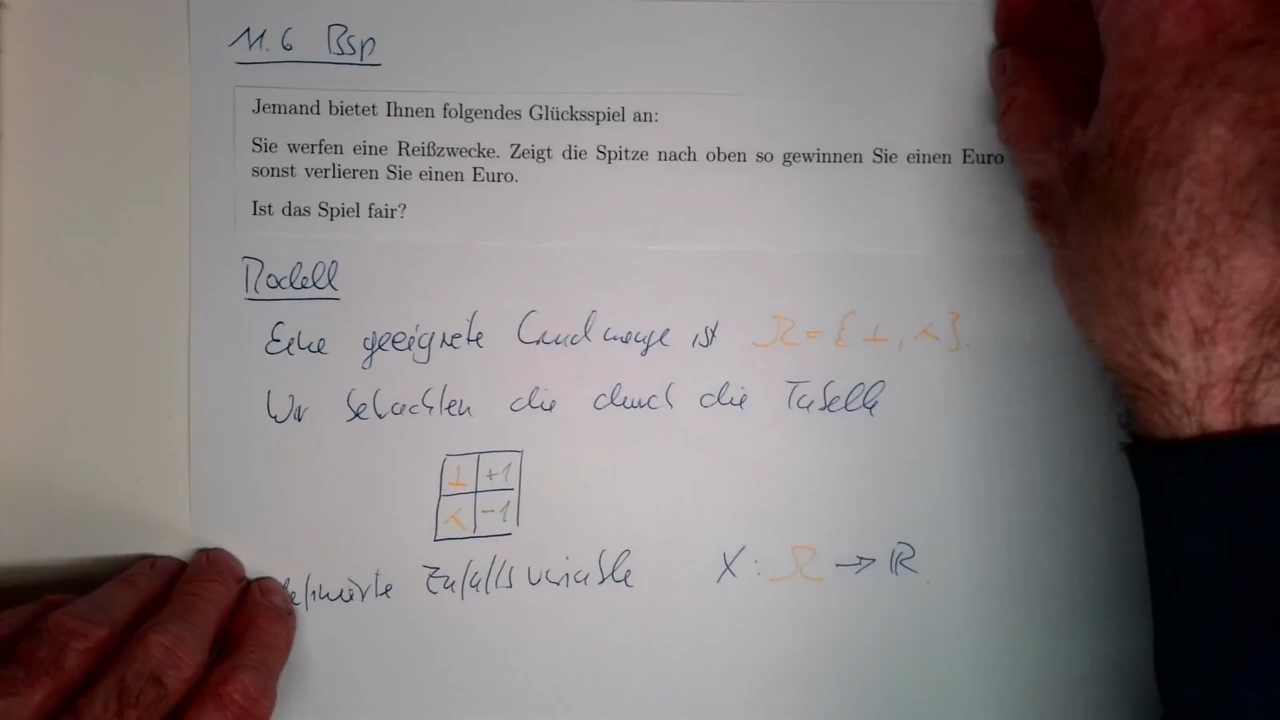 11.6 Bsp
Jemand bietet Ihnen folgendes Glücksspiel an:
Sie werfen eine Reißzwecke. Zeigt die Spitze nach oben so gewinnen Sie einen Euro
sonst verlieren Sie einen Euro.
Ist das Spiel fair?
Modell
Eine geeignete Grundmenge ist Ω = {⊥, ⋌}.
Wir betrachten die durch die Tabelle
⊥ +1
⋌ -1
definierte Zufallsvariable X: Ω → ℝ.